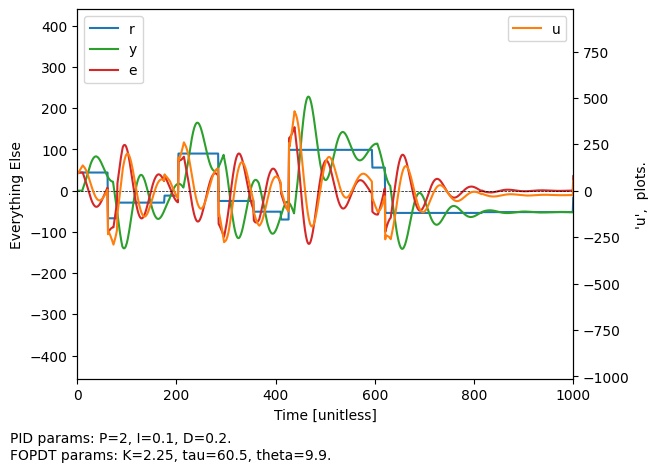 r
y
e
u
400
300
200
100
0
−100
−200
−300
−400
Everything Else
750
500
250
0
−250
−500
−750
−1000
'u',  plots.
0
200
400
600
800
1000
Time [unitless]
PID params: P=2, I=0.1, D=0.2.
FOPDT params: K=2.25, tau=60.5, theta=9.9.